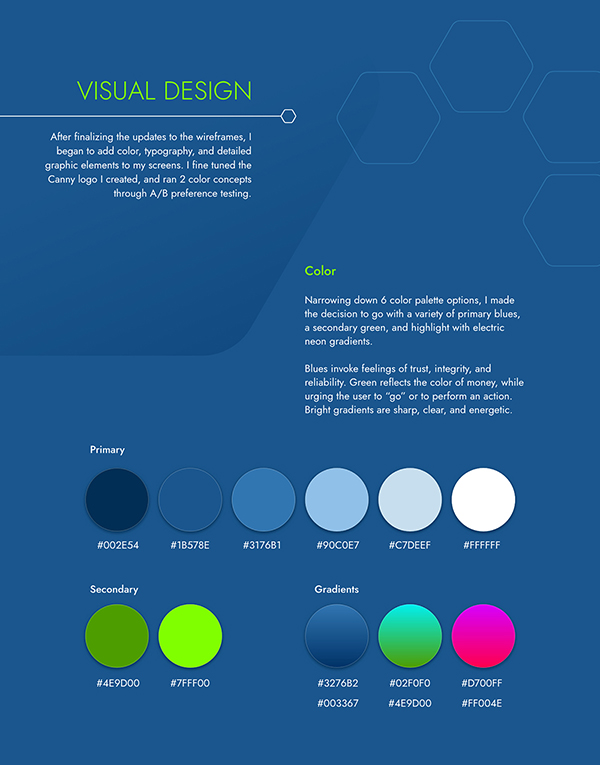 VISUAL DESIGN
After finalizing the updates to the wireframes, I
began to add color, typography, and detailed
graphic elements to my screens. I fine tuned the
Canny logo I created, and ran 2 color concepts
through A/B preference testing.
Color
Narrowing down 6 color palette options, I made
the decision to go with a variety of primary blues,
a secondary green, and highlight with electric
neon gradients.
Blues invoke feelings of trust, integrity, and
reliability. Green reflects the color of money, while
urging the user to “go” or to perform an action.
Bright gradients are sharp, clear, and energetic.
Primary
#002E54 #1B578E #3176B1 #90C0E7 #C7DEEF #FFFFFF
Secondary
#4E9D00 #7FFF00
Gradients
#3276B2 #02F0F0 #D700FF
#003367 #4E9D00 #FF004E